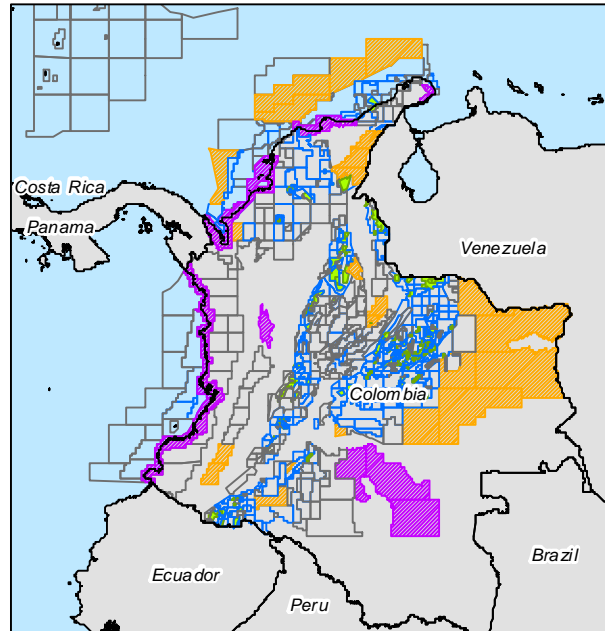 Costa Rica
Panama
Venezuela
Colombia
Ecuador
Peru
Brazil